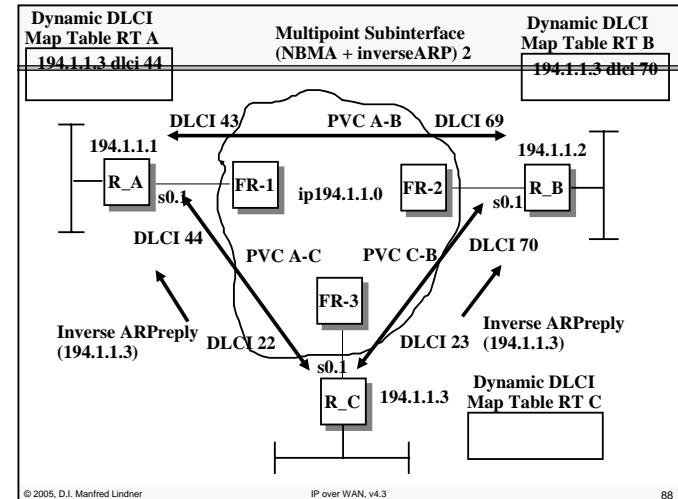 Dynamic DLCI
Map Table RT A
194.1.1.3 dlci 44
Multipoint Subinterface
(NBMA + inverseARP) 2
Dynamic DLCI
Map Table RT B
194.1.1.3 dlci 70
DLCI 43
PVC A-B
DLCI 69
194.1.1.1
194.1.1.2
R_A
s0.1
FR-1
ip194.1.1.0
FR-2
s0.1
R_B
DLCI 44
DLCI 70
PVC A-C
PVC C-B
FR-3
Inverse ARPreply
(194.1.1.3)
DLCI 22
DLCI 23
Inverse ARPreply
(194.1.1.3)
s0.1
R_C
194.1.1.3
Dynamic DLCI
Map Table RT C
© 2005, D.I. Manfred Lindner
IP over WAN, v4.3
88